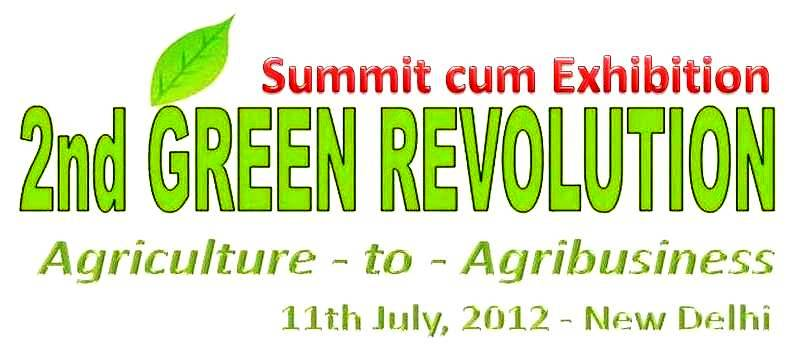 Summit cum Exhibition
2nd GREEN REVOLUTION
Agriculture - to - Agribusiness
11th July, 2012 - New Delhi